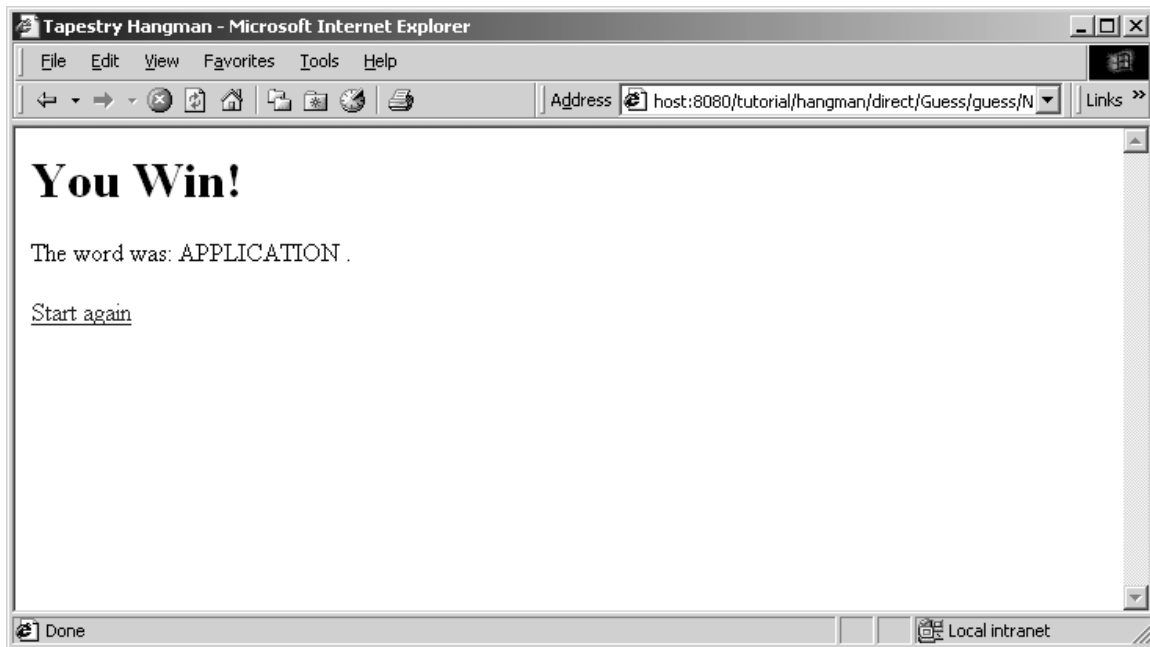 Tapestry Hangman - Microsoft Internet Explorer
File Edit View Favorites Tools Help
Address host:8080/tutorial/hangman/direct/Guess/guess/N Links »
You Win!
The word was: APPLICATION .
Start again
Done Local intranet